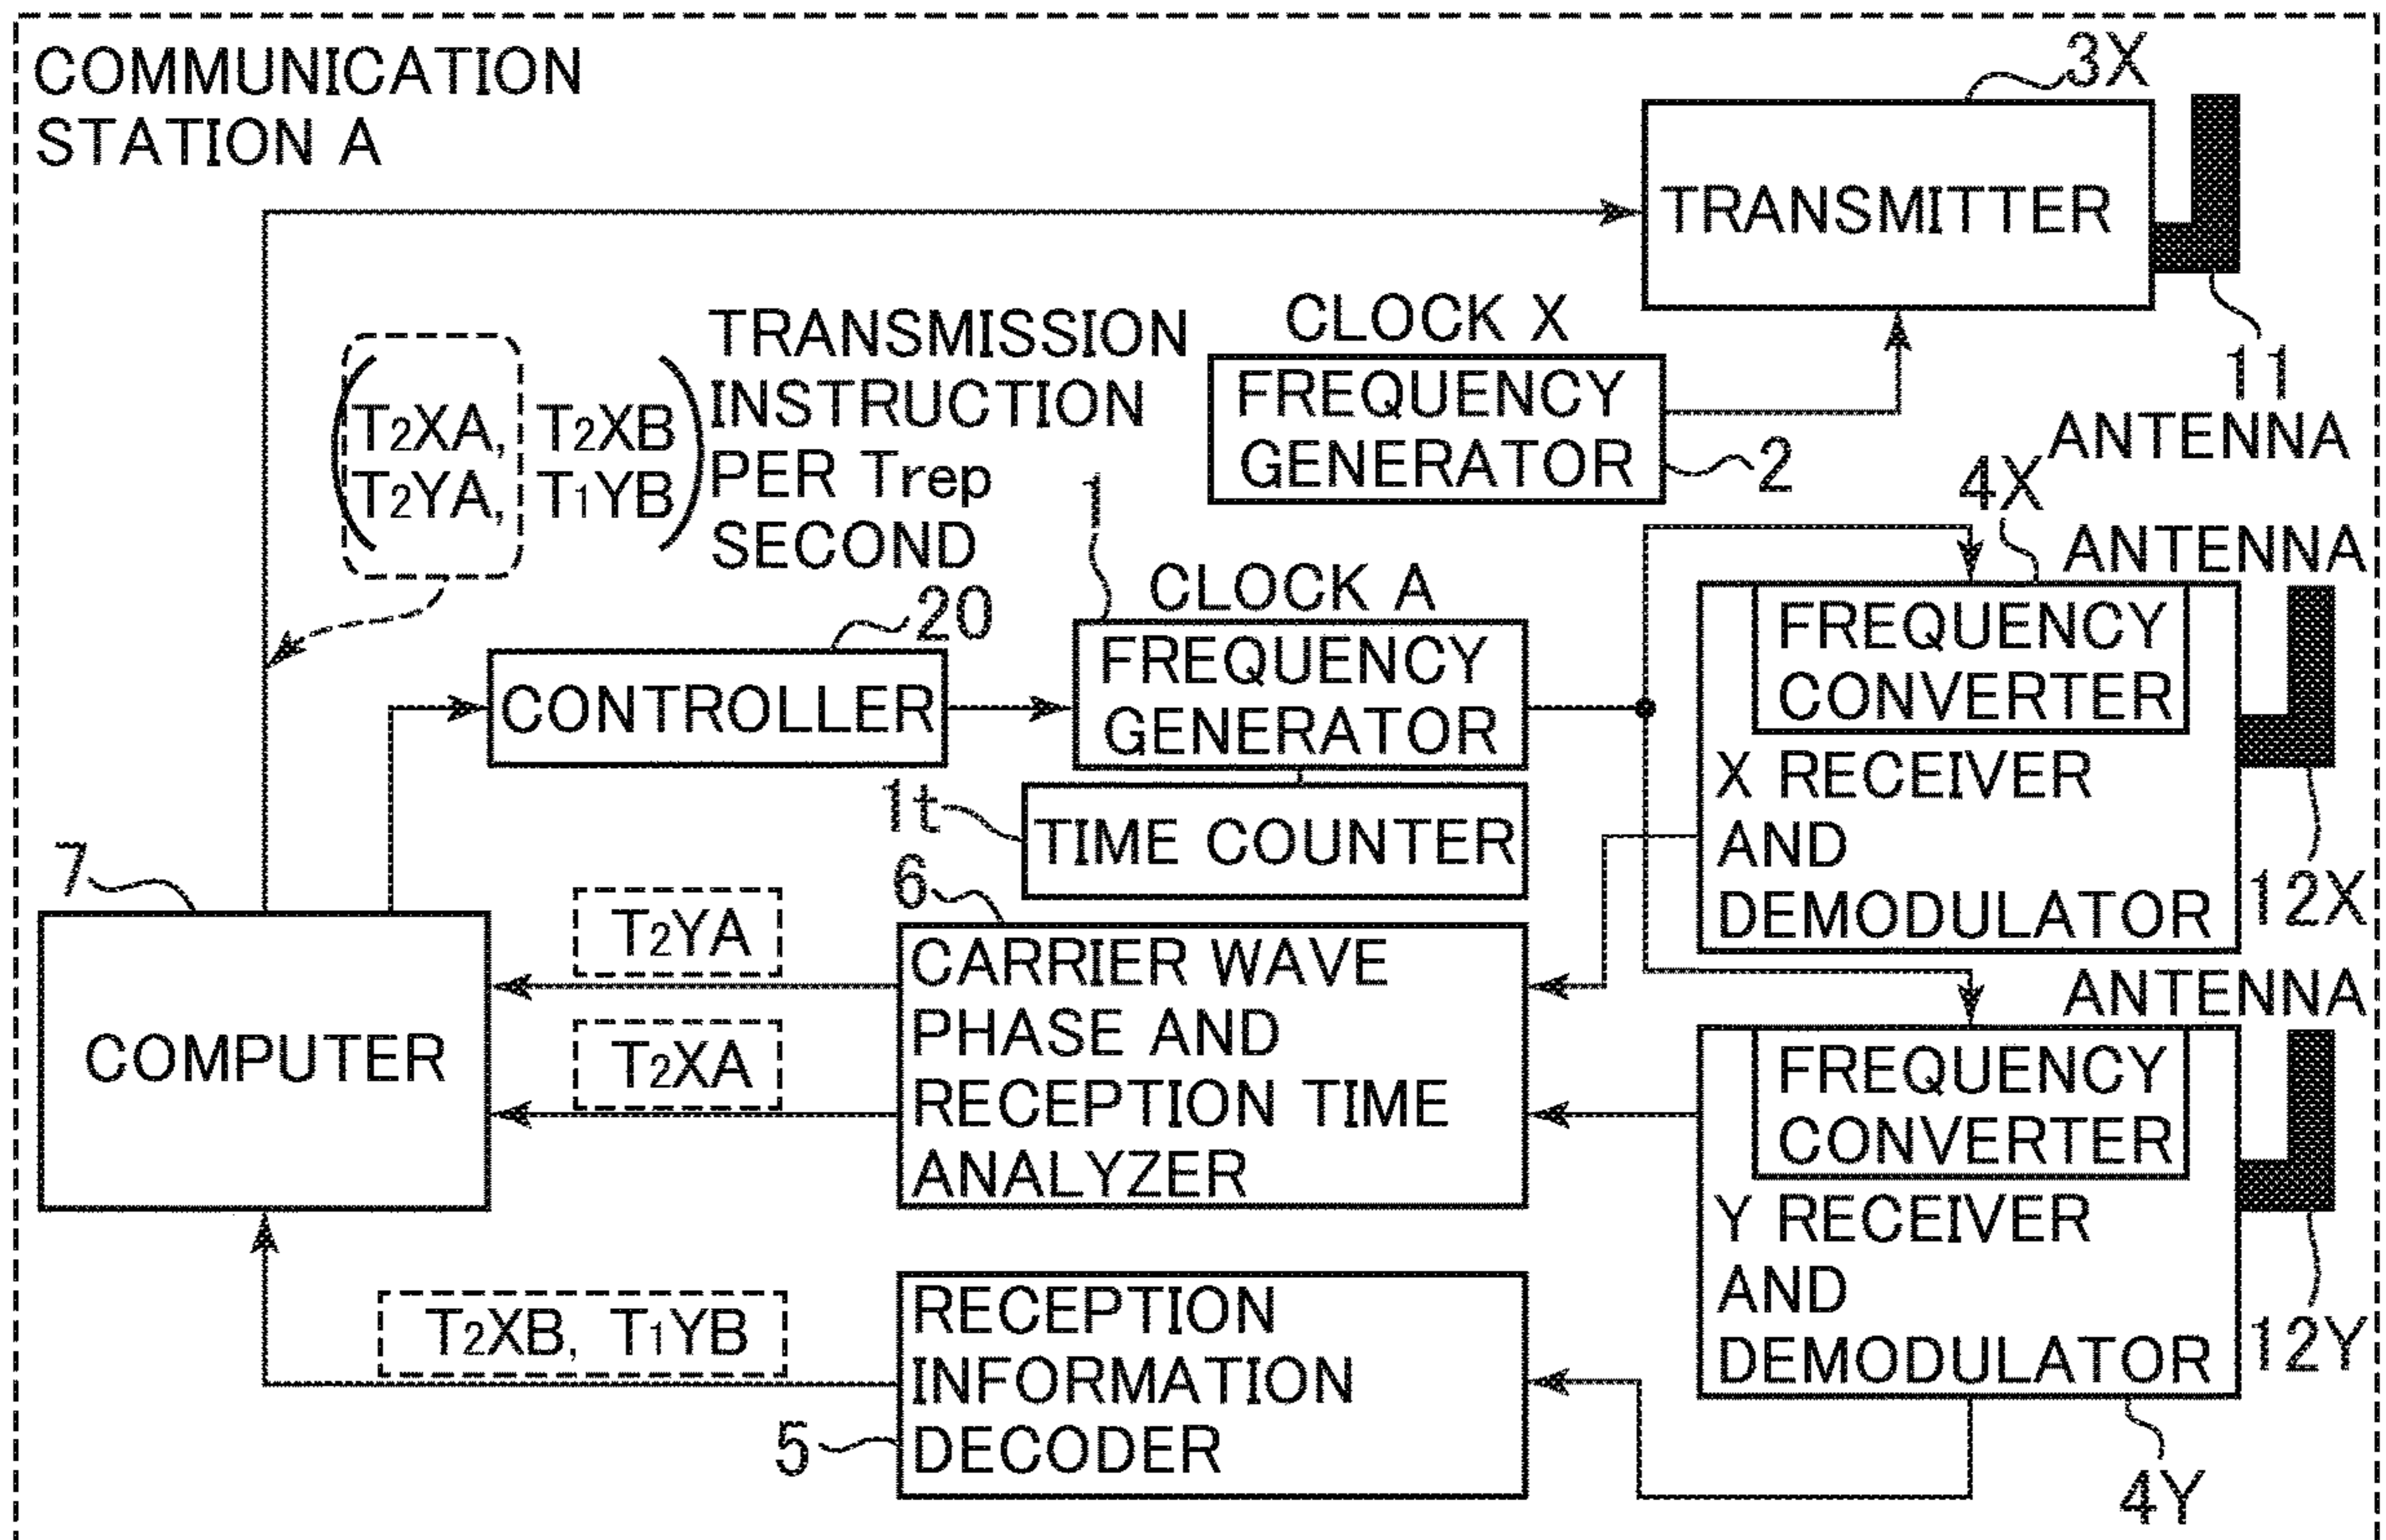 COMMUNICATION
STATION A
3X
TRANSMITTER
11
ANTENNA
CLOCK X
FREQUENCY
GENERATOR
2
T2XA, T2XB
T2YA, T1YB
TRANSMISSION
INSTRUCTION
PER Trep
SECOND
20
CONTROLLER
1
CLOCK A
FREQUENCY
GENERATOR
1t
TIME COUNTER
4X
ANTENNA
FREQUENCY
CONVERTER
X RECEIVER
AND
DEMODULATOR
12X
7
COMPUTER
T2YA
T2XA
6
CARRIER WAVE
PHASE AND
RECEPTION TIME
ANALYZER
ANTENNA
FREQUENCY
CONVERTER
Y RECEIVER
AND
DEMODULATOR
12Y
4Y
T2XB, T1YB
RECEPTION
INFORMATION
DECODER
5